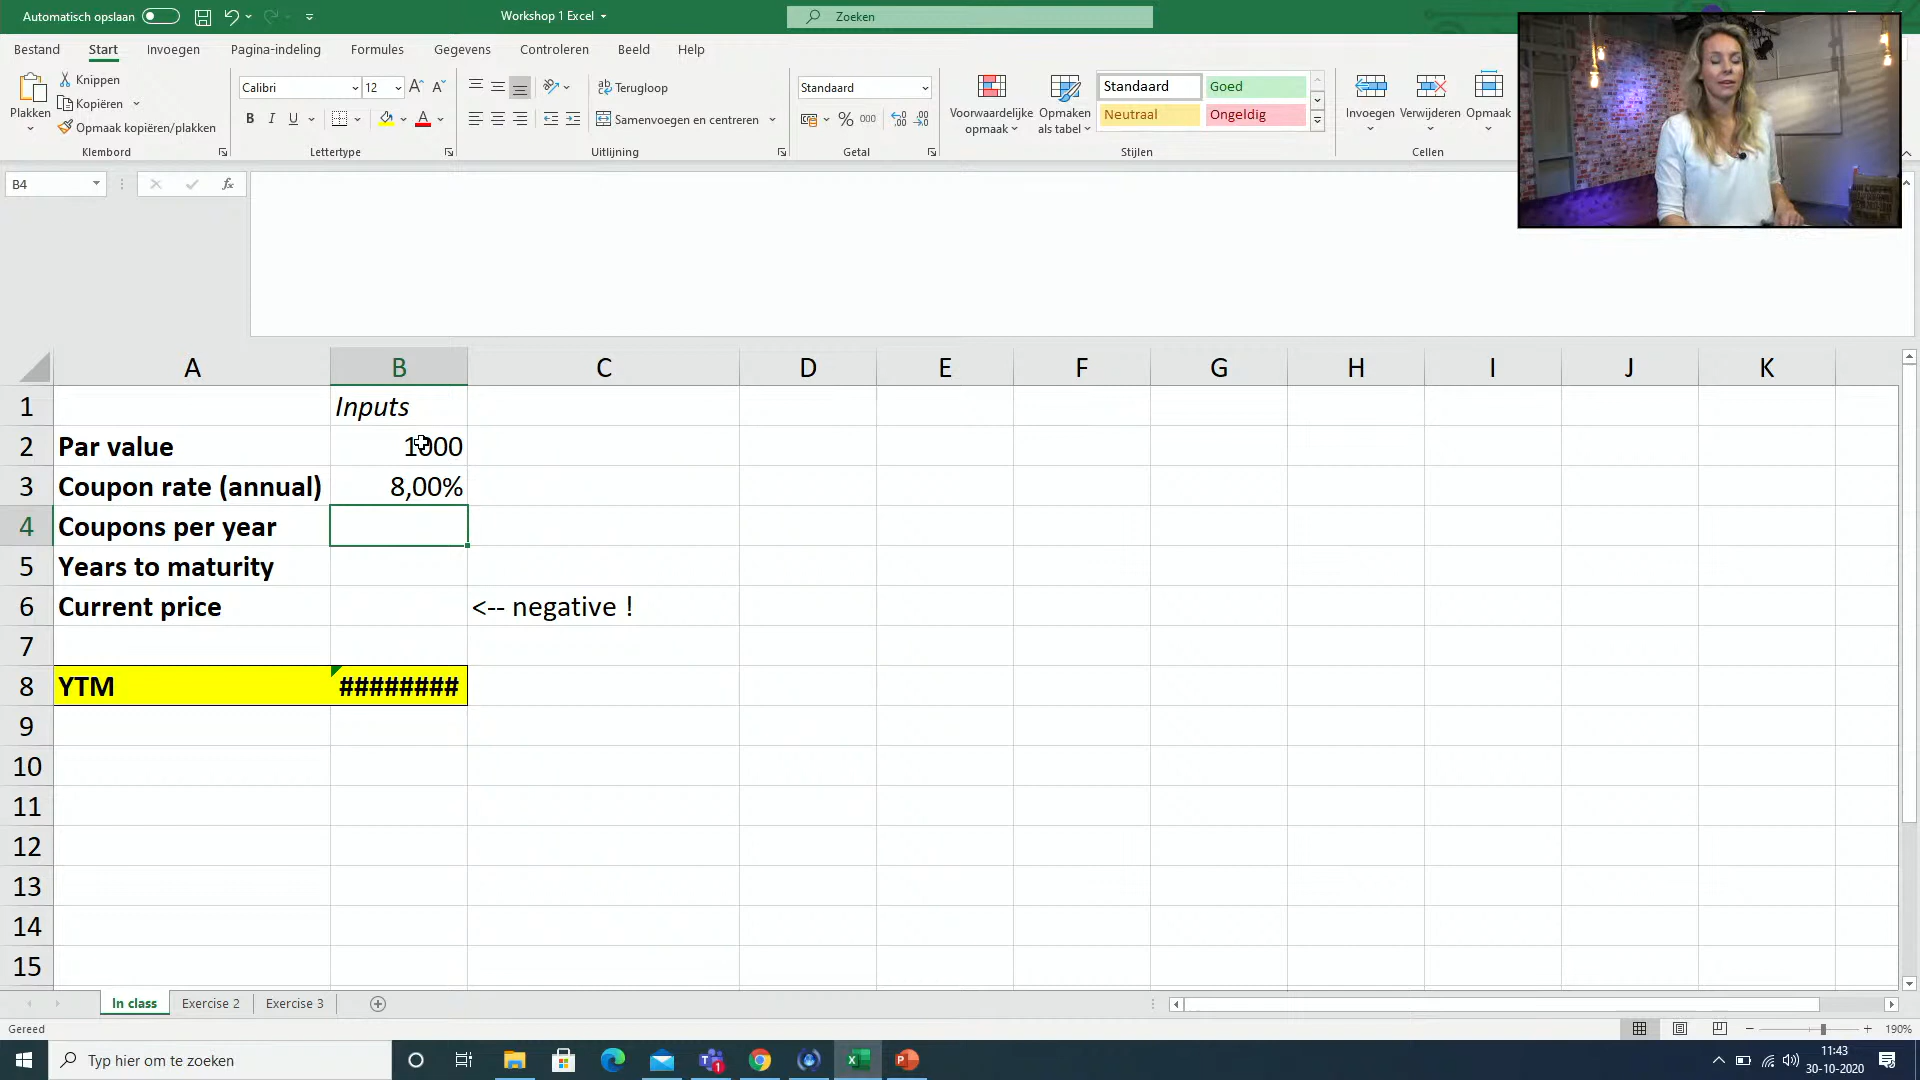 Automatisch opslaan
Workshop 1 Excel
Zoeken
Bestand Start Invoegen Pagina-indeling Formules Gegevens Controleren Beeld Help
Plakken
Knippen
Kopiëren
Opmaak kopiëren/plakken
Klembord
Calibri 12
B I U
Lettertype
Terugloop
Samenvoegen en centreren
Uitlijning
Standaard
% 000
Getal
Voorwaardelijke opmaak
Opmaken als tabel
Standaard Goed
Neutraal Ongeldig
Stijlen
Invoegen Verwijderen Opmaak
Cellen
B4
fx
A B C D E F G H I J K
1 Inputs
2 Par value 1000
3 Coupon rate (annual) 8,00%
4 Coupons per year
5 Years to maturity
6 Current price <-- negative !
7
8 YTM ########
9
10
11
12
13
14
15
In class Exercise 2 Exercise 3
Gereed
190%
Typ hier om te zoeken
11:43
30-10-2020